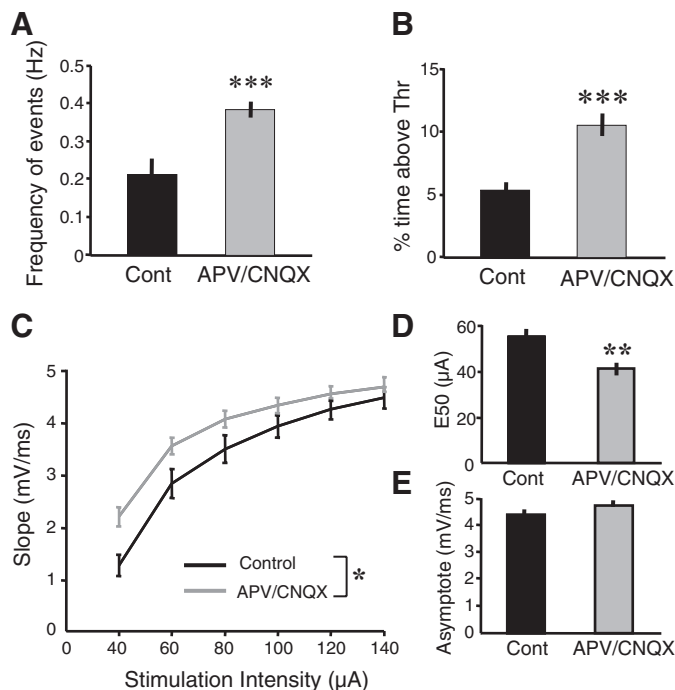 A
Frequency of events (Hz)
0.5
0.4
0.3
0.2
0.1
0
***
Cont
APV/CNQX
B
% time above Thr
15
10
5
0
***
Cont
APV/CNQX
C
Slope (mV/ms)
5
4
3
2
1
0
Control
APV/CNQX
*
0
40
60
80
100
120
140
Stimulation Intensity (µA)
D
E50 (µA)
60
40
20
0
**
Cont
APV/CNQX
E
Asymptote (mV/ms)
5
4
3
2
1
0
Cont
APV/CNQX